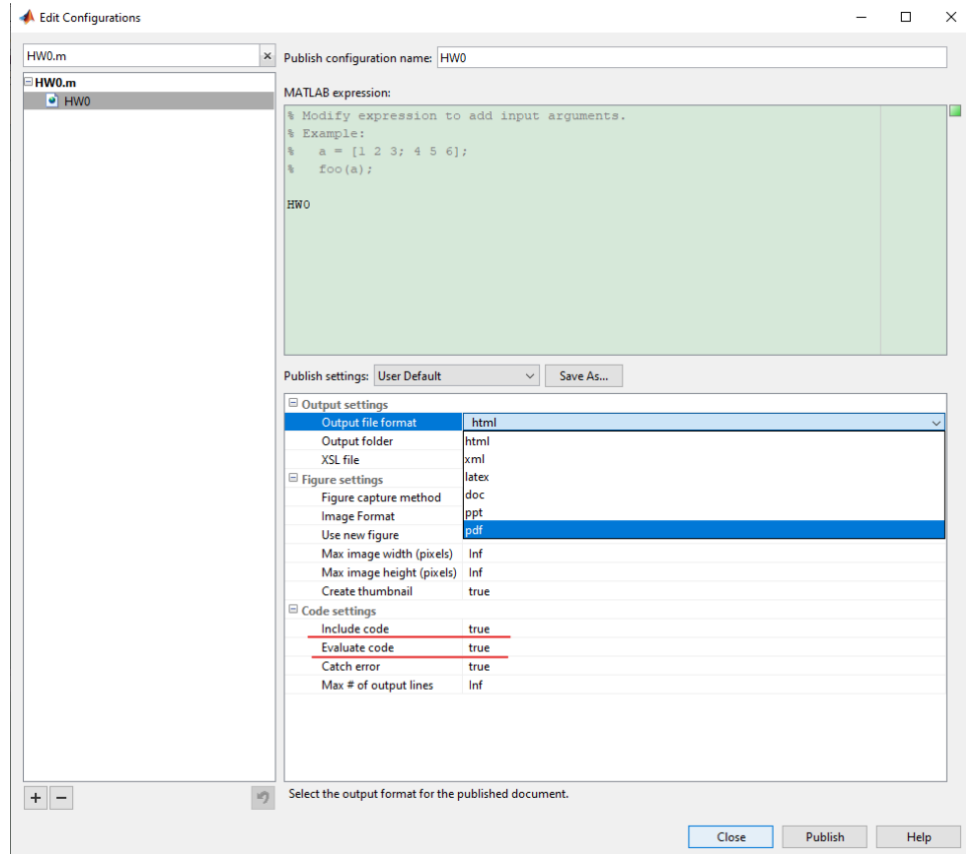 Edit Configurations
HW0.m
Publish configuration name: HW0
HW0.m
HW0
MATLAB expression:
% Modify expression to add input arguments.
% Example:
%   a = [1 2 3; 4 5 6];
%   foo(a);
HW0
Publish settings: User Default
Save As...
Output settings
Output file format html
Output folder html
XSL file xml
Figure settings latex
Figure capture method doc
Image Format ppt
Use new figure pdf
Max image width (pixels) Inf
Max image height (pixels) Inf
Create thumbnail true
Code settings
Include code true
Evaluate code true
Catch error true
Max # of output lines Inf
Select the output format for the published document.
Close Publish Help